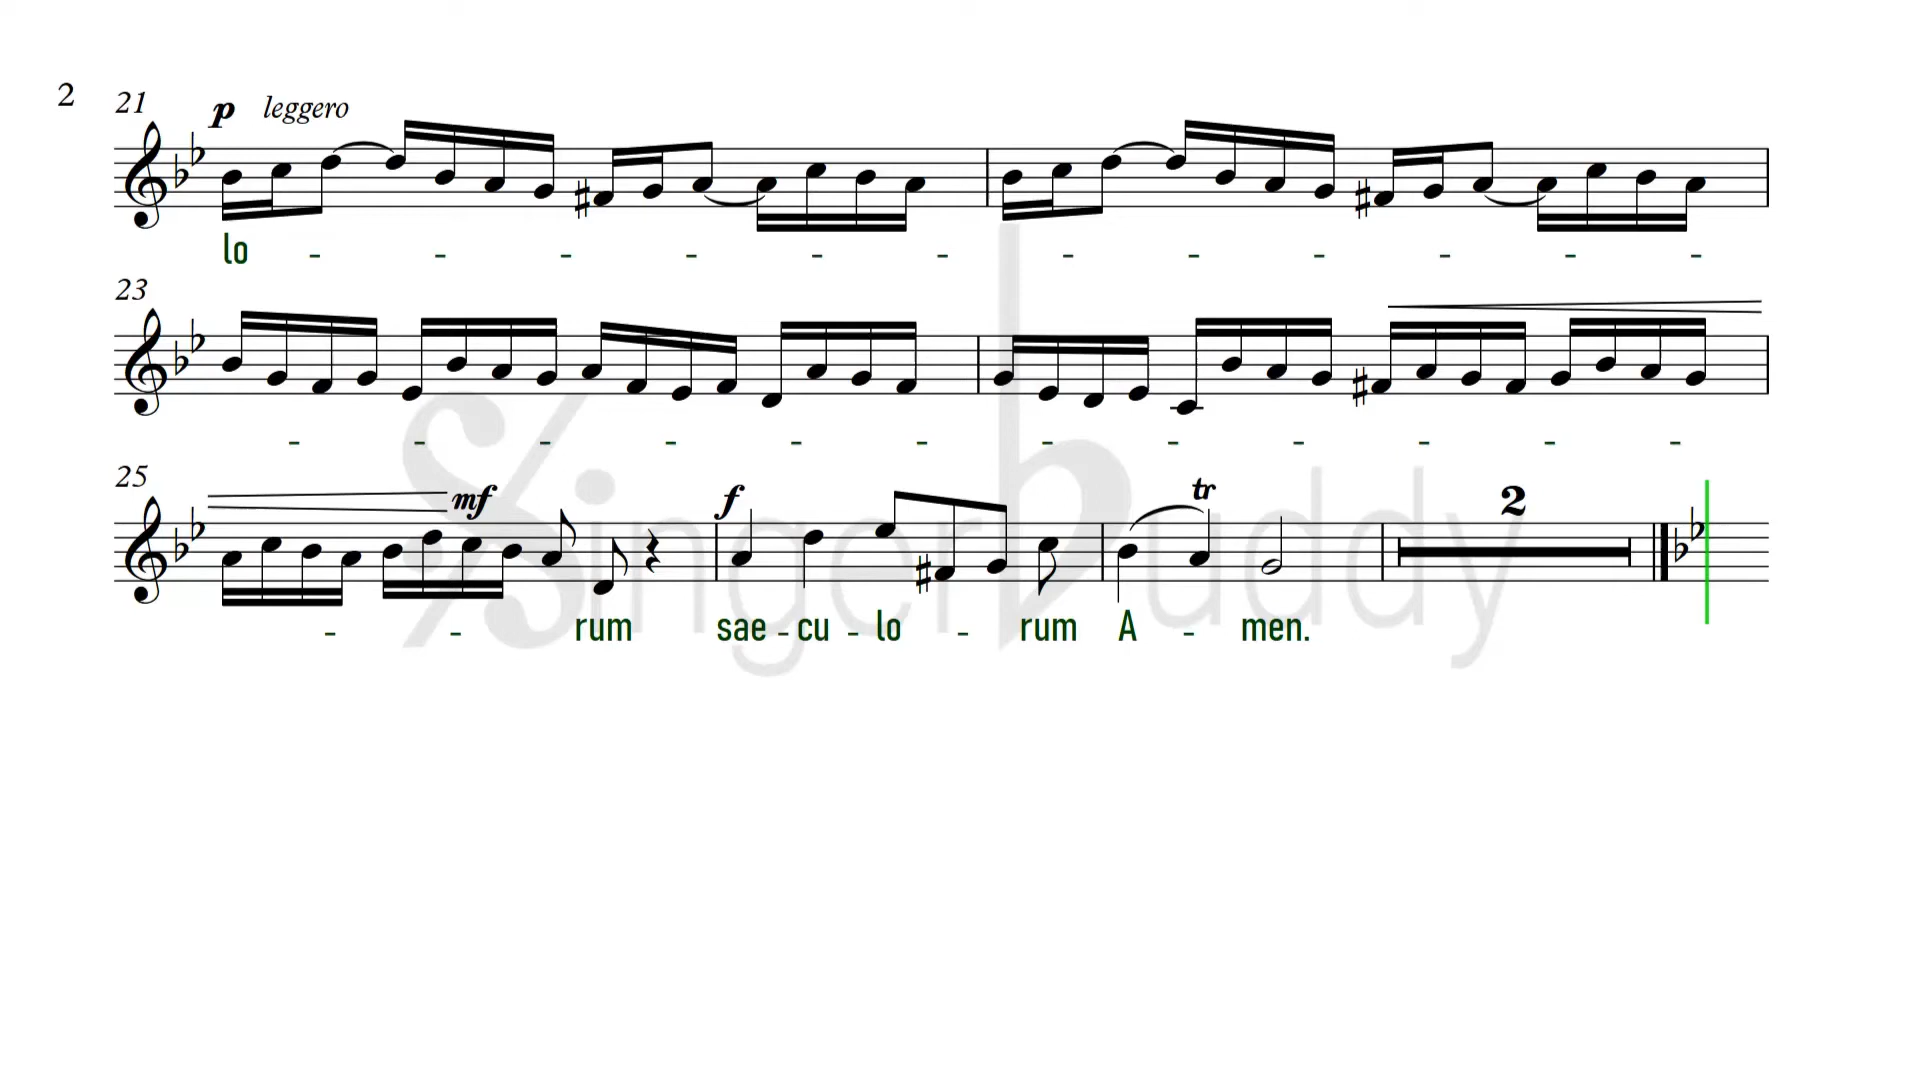 2 21 p leggero
lo - - - - - - - - - - - -
23
- - - - - - - - - - - -
25 mf f tr 2
- - rum sae - cu - lo - rum A - men.
Singerbuddy